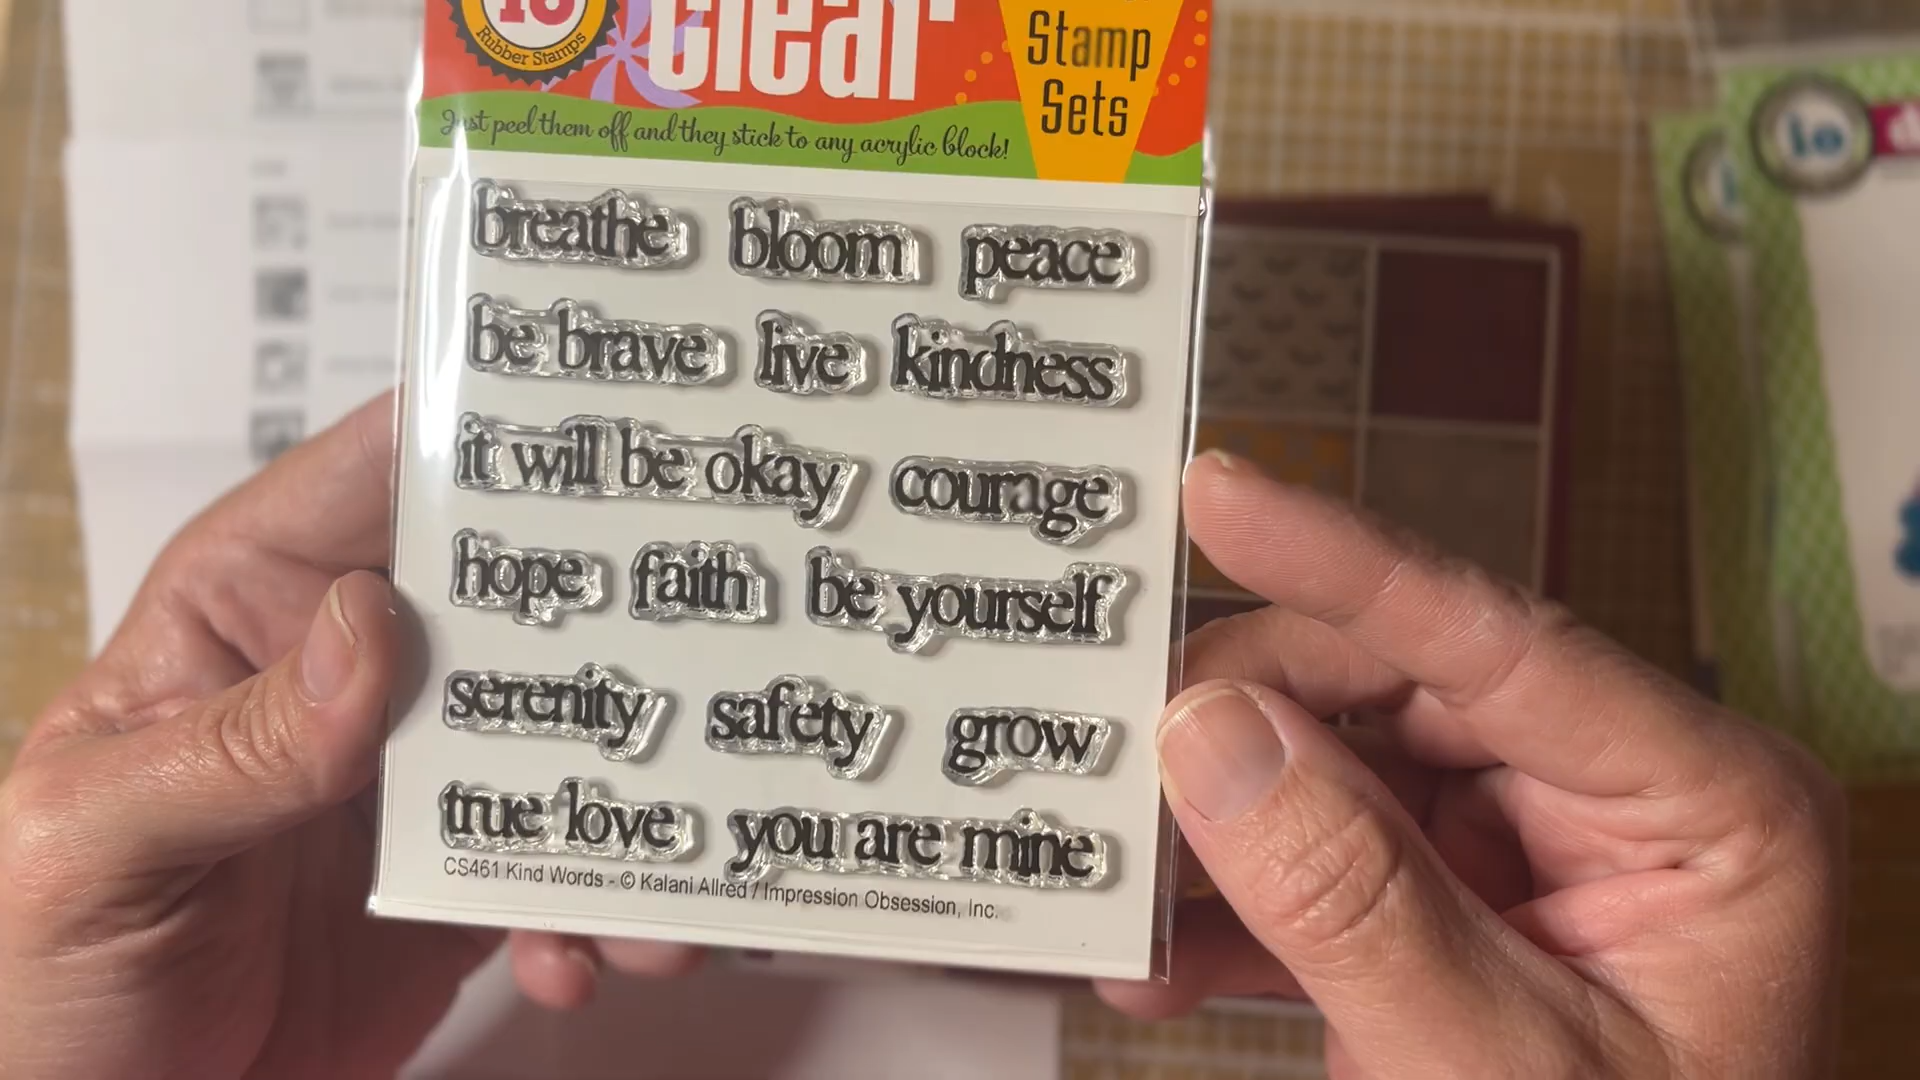 io
Rubber Stamps
clear
Stamp
Sets
Just peel them off and they stick to any acrylic block!
breathe bloom peace
be brave live kindness
it will be okay courage
hope faith be yourself
serenity safety grow
true love you are mine
CS461 Kind Words - © Kalani Allred / Impression Obsession, Inc.
io d